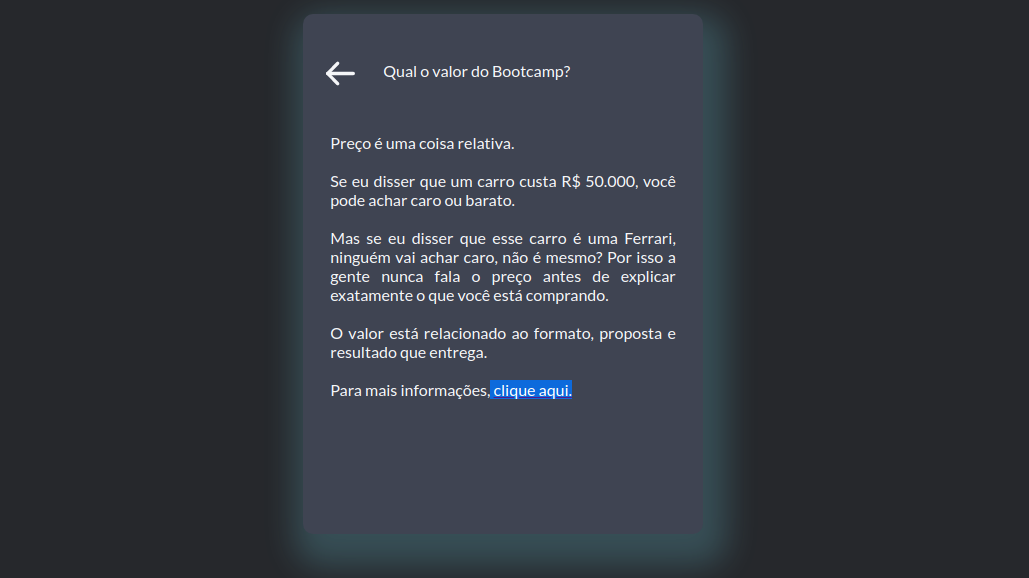 Qual o valor do Bootcamp?
Preço é uma coisa relativa.
Se eu disser que um carro custa R$ 50.000, você
pode achar caro ou barato.
Mas se eu disser que esse carro é uma Ferrari,
ninguém vai achar caro, não é mesmo? Por isso a
gente nunca fala o preço antes de explicar
exatamente o que você está comprando.
O valor está relacionado ao formato, proposta e
resultado que entrega.
Para mais informações, clique aqui.